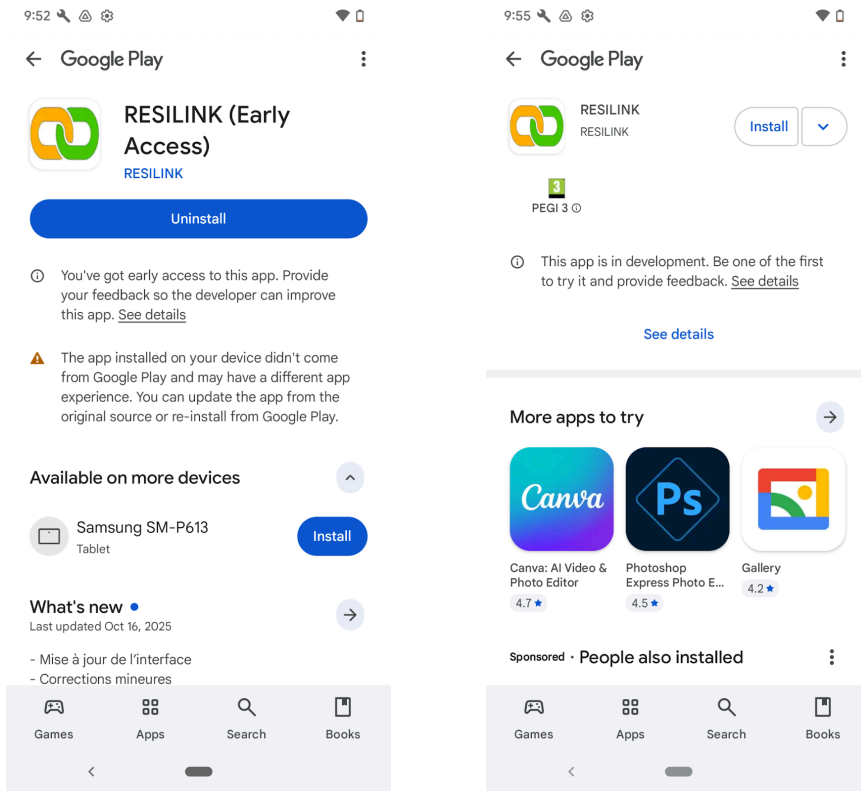 9:52
Google Play
RESILINK (Early
Access)
RESILINK
Uninstall
You've got early access to this app. Provide
your feedback so the developer can improve
this app. See details
The app installed on your device didn't come
from Google Play and may have a different app
experience. You can update the app from the
original source or re-install from Google Play.
Available on more devices
Samsung SM-P613
Tablet
Install
What's new
Last updated Oct 16, 2025
- Mise à jour de l'interface
- Corrections mineures
Games
Apps
Search
Books
9:55
Google Play
RESILINK
RESILINK
Install
3
PEGI 3
This app is in development. Be one of the first
to try it and provide feedback. See details
See details
More apps to try
Canva
Ps
Canva: AI Video &
Photo Editor
4.7
Photoshop
Express Photo E...
4.5
Gallery
4.2
Sponsored · People also installed
Games
Apps
Search
Books